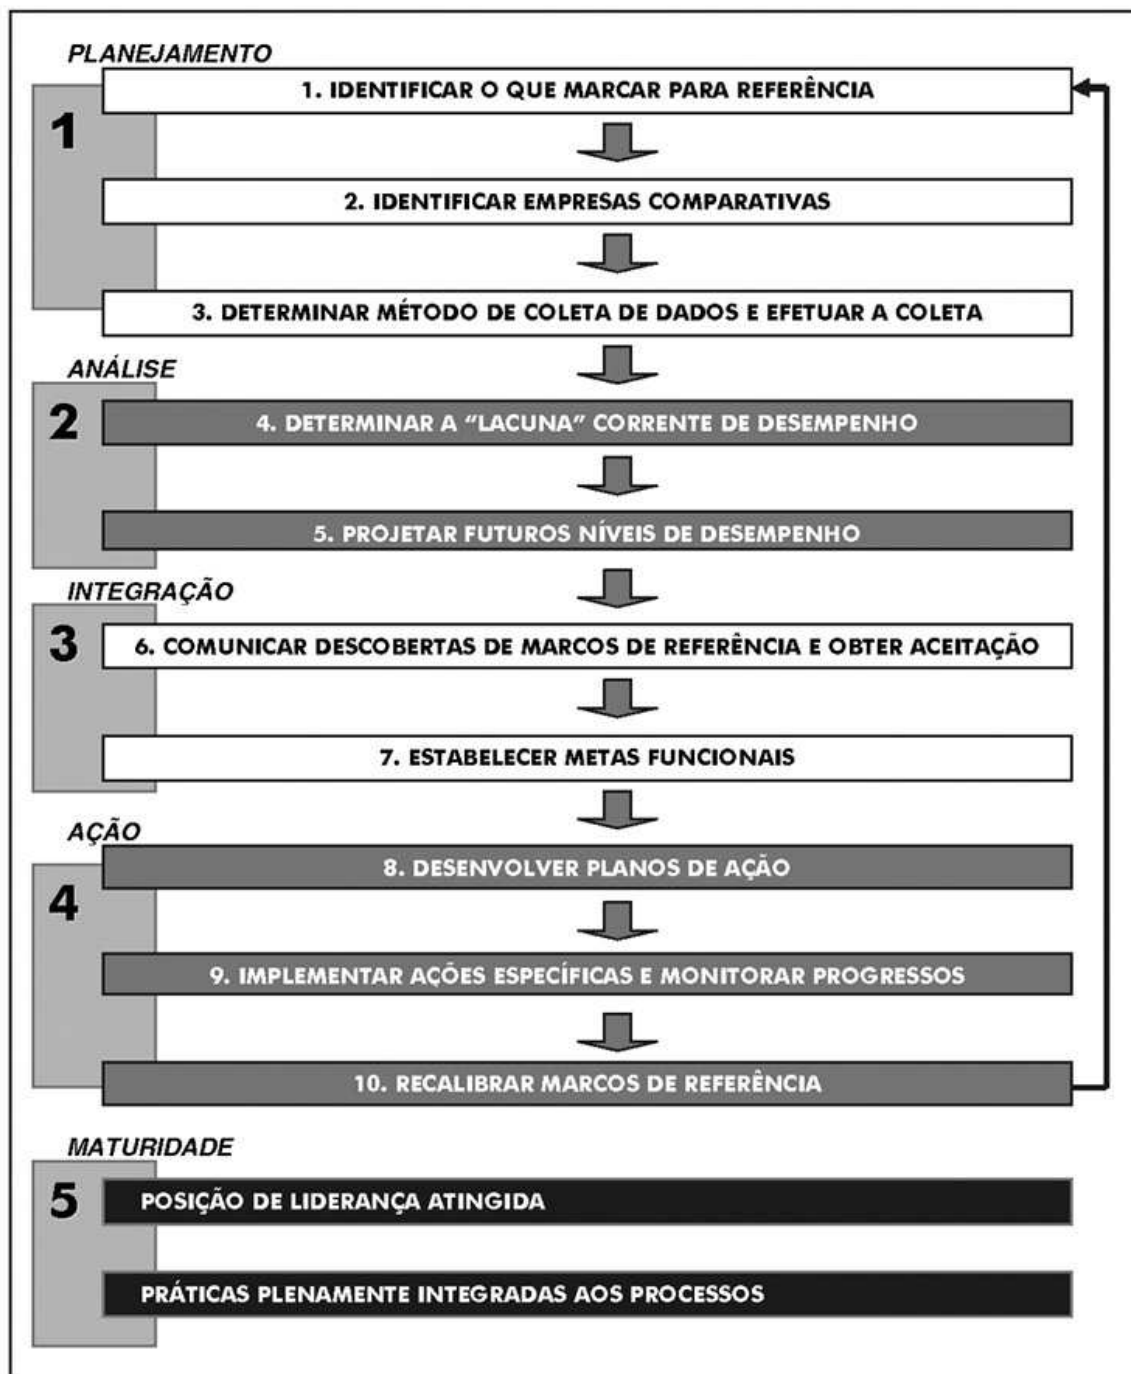 PLANEJAMENTO
1
1. IDENTIFICAR O QUE MARCAR PARA REFERÊNCIA
2. IDENTIFICAR EMPRESAS COMPARATIVAS
3. DETERMINAR MÉTODO DE COLETA DE DADOS E EFETUAR A COLETA
ANÁLISE
2
4. DETERMINAR A “LACUNA” CORRENTE DE DESEMPENHO
5. PROJETAR FUTUROS NÍVEIS DE DESEMPENHO
INTEGRAÇÃO
3
6. COMUNICAR DESCOBERTAS DE MARCOS DE REFERÊNCIA E OBTER ACEITAÇÃO
7. ESTABELECER METAS FUNCIONAIS
AÇÃO
4
8. DESENVOLVER PLANOS DE AÇÃO
9. IMPLEMENTAR AÇÕES ESPECÍFICAS E MONITORAR PROGRESSOS
10. RECALIBRAR MARCOS DE REFERÊNCIA
MATURIDADE
5
POSIÇÃO DE LIDERANÇA ATINGIDA
PRÁTICAS PLENAMENTE INTEGRADAS AOS PROCESSOS